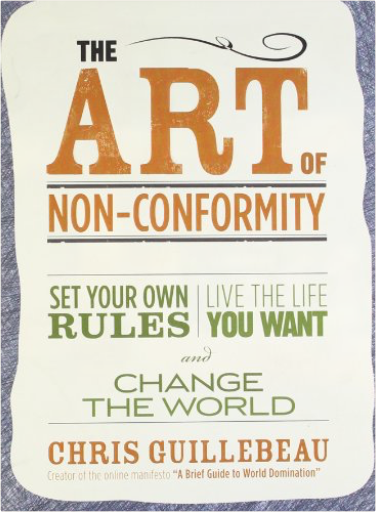 THE
ART OF
NON-CONFORMITY
SET YOUR OWN
RULES
LIVE THE LIFE
YOU WANT
and
CHANGE
THE WORLD
CHRIS GUILLEBEAU
Creator of the online manifesto "A Brief Guide to World Domination"